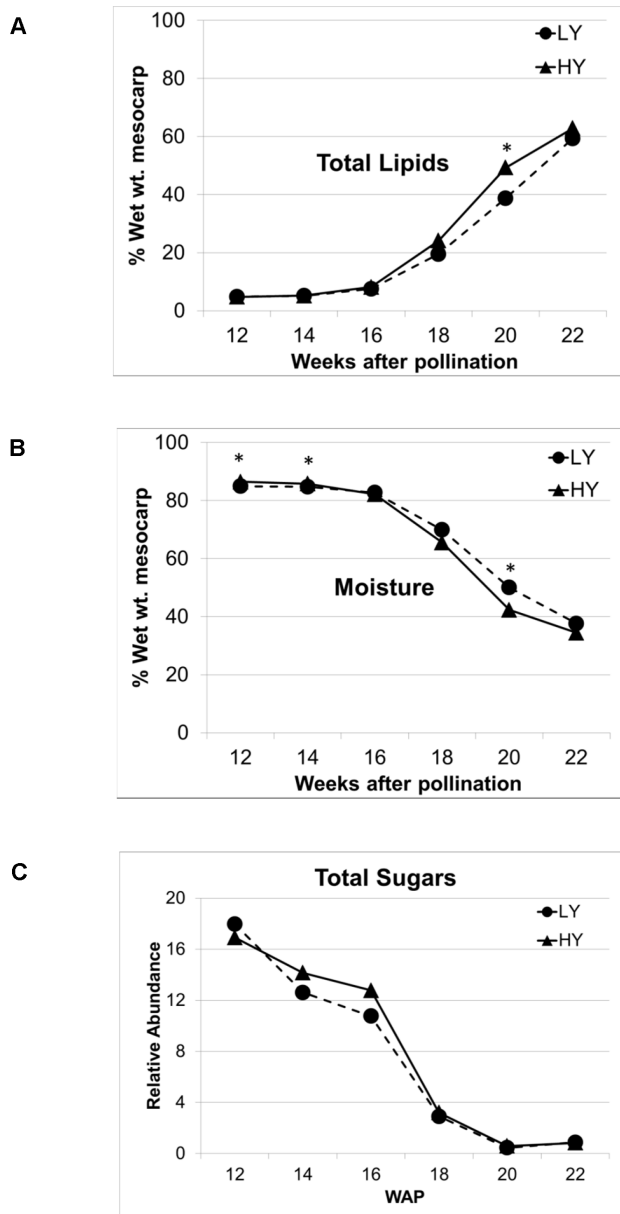 A
% Wet wt. mesocarp
100
80
60
40
20
0
LY
HY
*
Total Lipids
12 14 16 18 20 22
Weeks after pollination
B
% Wet wt. mesocarp
100
80
60
40
20
0
* *
LY
HY
*
Moisture
12 14 16 18 20 22
Weeks after pollination
C
Total Sugars
Relative Abundance
20
16
12
8
4
0
LY
HY
12 14 16 18 20 22
WAP